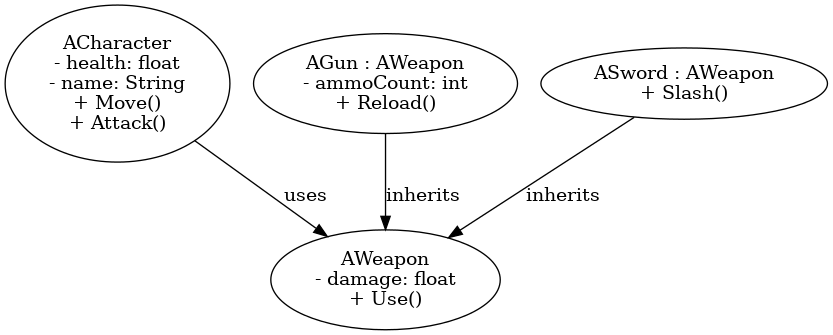 ACharacter
- health: float
- name: String
+ Move()
+ Attack()
AGun : AWeapon
- ammoCount: int
+ Reload()
ASword : AWeapon
+ Slash()
uses
inherits
inherits
AWeapon
- damage: float
+ Use()